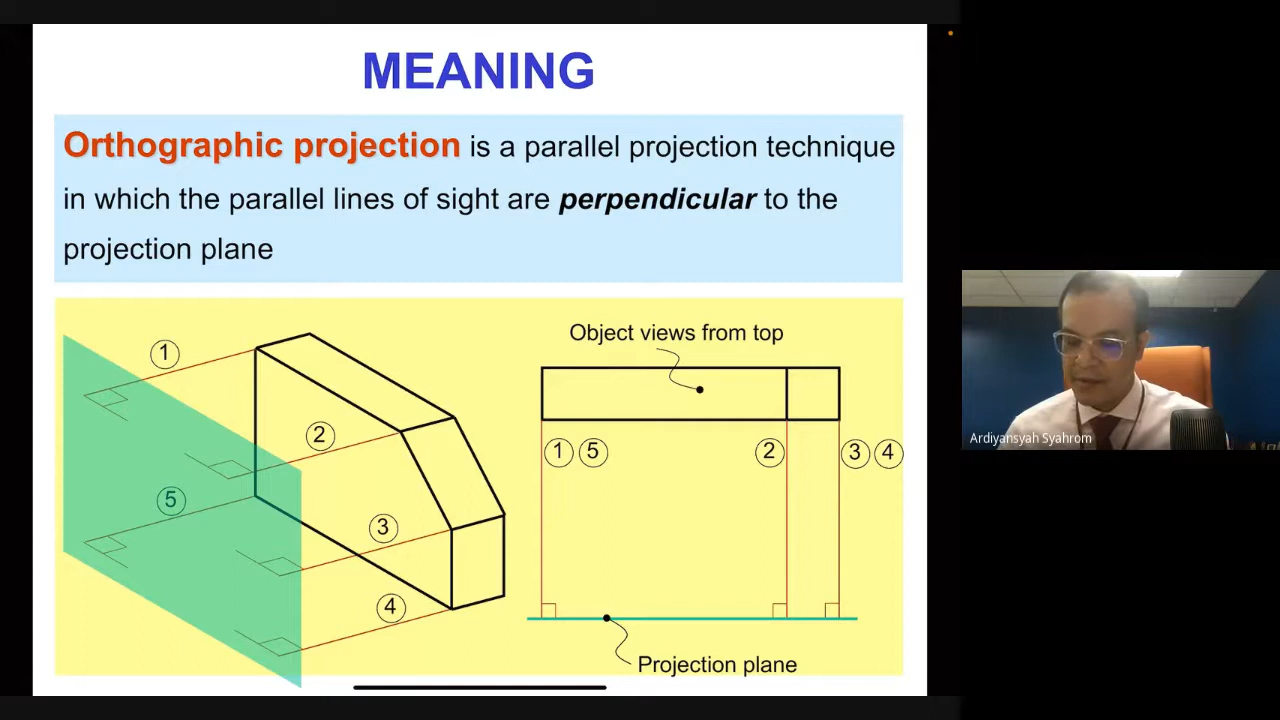 MEANING
Orthographic projection is a parallel projection technique
in which the parallel lines of sight are perpendicular to the
projection plane
1
2
5
3
4
Object views from top
1 5 2 3 4
Projection plane
Ardiyansyah Syahrom